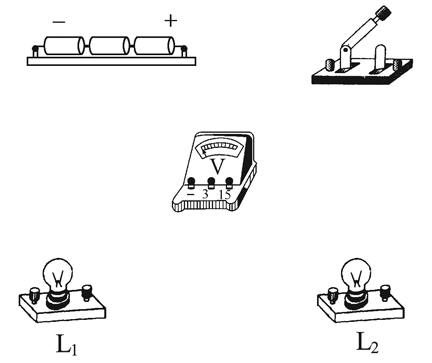 − +
V
− 3 15
L₁ L₂